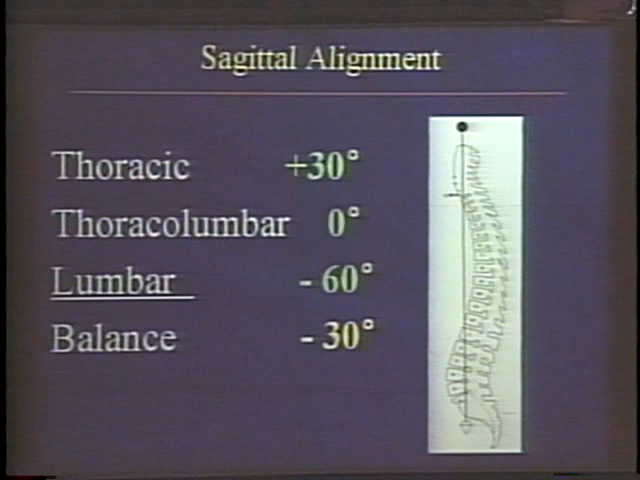 Sagittal Alignment
Thoracic +30°
Thoracolumbar 0°
Lumbar - 60°
Balance - 30°